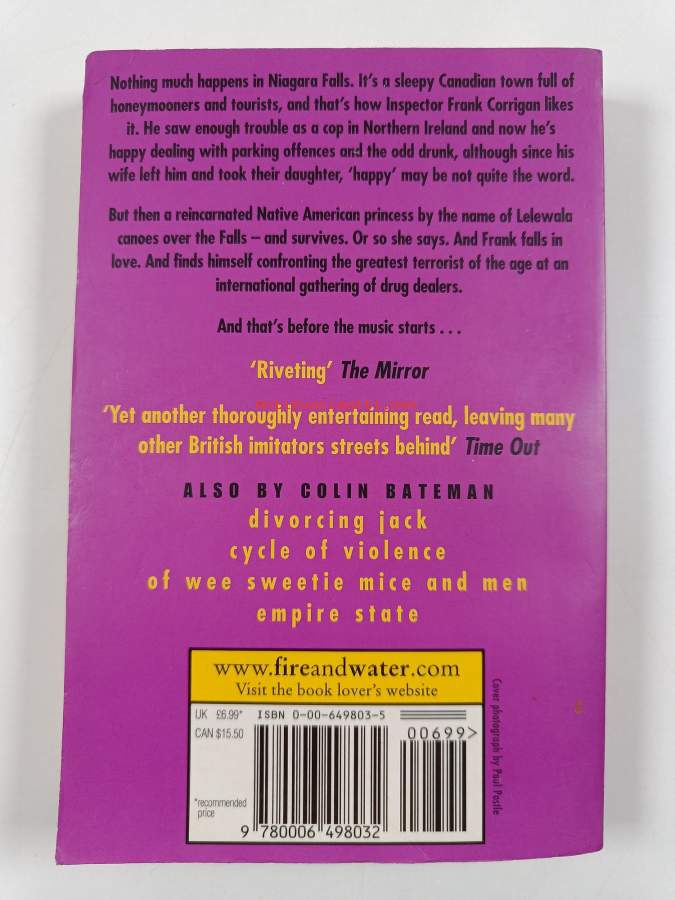 Nothing much happens in Niagara Falls. It's a sleepy Canadian town full of
honeymooners and tourists, and that's how Inspector Frank Corrigan likes
it. He saw enough trouble as a cop in Northern Ireland and now he's
happy dealing with parking offences and the odd drunk, although since his
wife left him and took their daughter, 'happy' may be not quite the word.
But then a reincarnated Native American princess by the name of Lelewala
canoes over the Falls – and survives. Or so she says. And Frank falls in
love. And finds himself confronting the greatest terrorist of the age at an
international gathering of drug dealers.
And that's before the music starts . . .
'Riveting' The Mirror
'Yet another thoroughly entertaining read, leaving many
other British imitators streets behind' Time Out
ALSO BY COLIN BATEMAN
divorcing jack
cycle of violence
of wee sweetie mice and men
empire state
www.fireandwater.com
Visit the book lover's website
UK £6.99*
CAN $15.50
ISBN 0-00-649803-5
00699>
*recommended
price
9 780006 498032
Cover photograph by Paul Postle